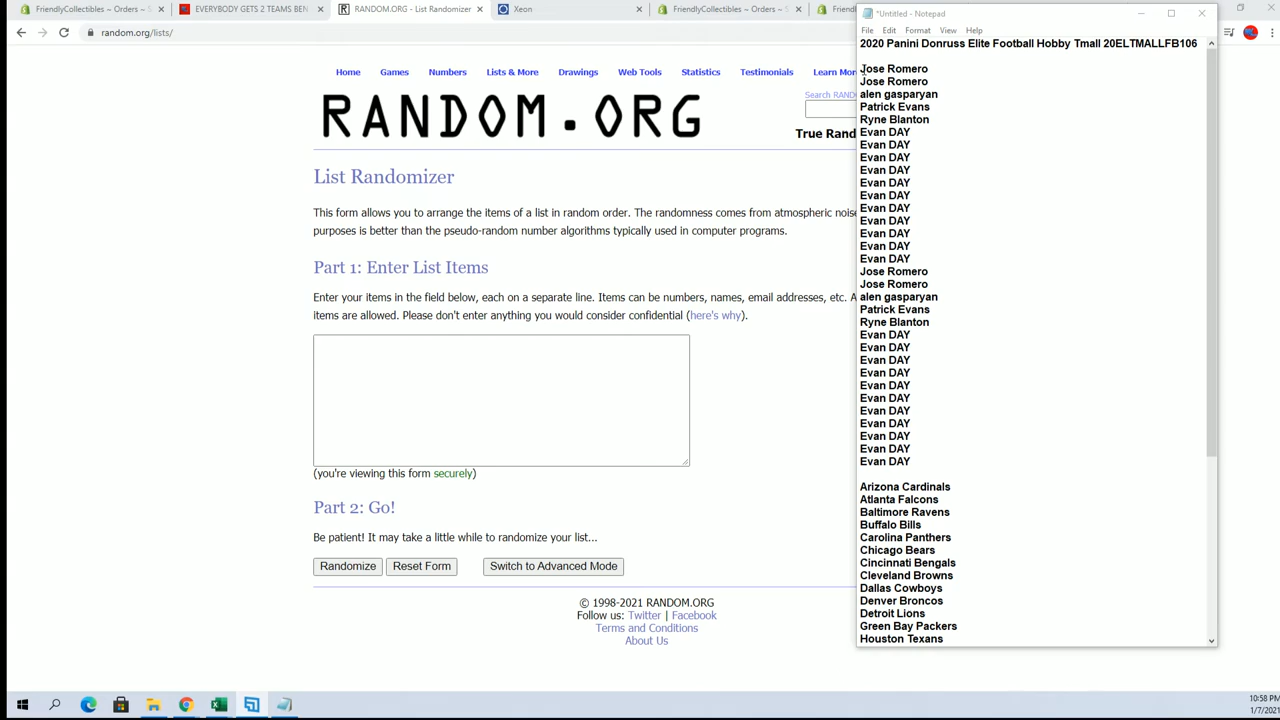 FriendlyCollectibles – Orders – S
EVERYBODY GETS 2 TEAMS BEN
RANDOM.ORG - List Randomizer
Xeon
FriendlyCollectibles – Orders – S
random.org/lists/
Home Games Numbers Lists & More Drawings Web Tools Statistics Testimonials Learn More
Search RAND
RANDOM.ORG
True Rand
List Randomizer
This form allows you to arrange the items of a list in random order. The randomness comes from atmospheric noise
purposes is better than the pseudo-random number algorithms typically used in computer programs.
Part 1: Enter List Items
Enter your items in the field below, each on a separate line. Items can be numbers, names, email addresses, etc. A
items are allowed. Please don't enter anything you would consider confidential (here's why).
(you're viewing this form securely)
Part 2: Go!
Be patient! It may take a little while to randomize your list...
Randomize Reset Form Switch to Advanced Mode
© 1998-2021 RANDOM.ORG
Follow us: Twitter | Facebook
Terms and Conditions
About Us
*Untitled - Notepad
File Edit Format View Help
2020 Panini Donruss Elite Football Hobby Tmall 20ELTMALLFB106
Jose Romero
Jose Romero
alen gasparyan
Patrick Evans
Ryne Blanton
Evan DAY
Evan DAY
Evan DAY
Evan DAY
Evan DAY
Evan DAY
Evan DAY
Evan DAY
Evan DAY
Evan DAY
Evan DAY
Jose Romero
Jose Romero
alen gasparyan
Patrick Evans
Ryne Blanton
Evan DAY
Evan DAY
Evan DAY
Evan DAY
Evan DAY
Evan DAY
Evan DAY
Evan DAY
Evan DAY
Evan DAY
Evan DAY
Arizona Cardinals
Atlanta Falcons
Baltimore Ravens
Buffalo Bills
Carolina Panthers
Chicago Bears
Cincinnati Bengals
Cleveland Browns
Dallas Cowboys
Denver Broncos
Detroit Lions
Green Bay Packers
Houston Texans
10:58 PM
1/7/2021